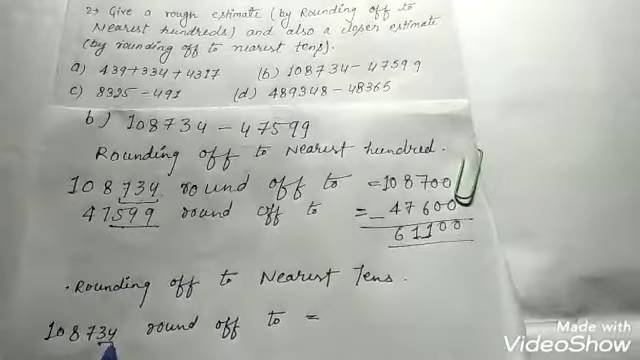 2→ Give a rough estimate (by Rounding off to
Nearest hundreds) and also a closer estimate
(by rounding off to nearest tens).
a) 439+334+4317 (b) 108734-47599
c) 8325-491 (d) 489348-48365
b) 108734-47599
Rounding off to Nearest hundred.
108734 round off to =108700
47599 round off to = - 47600
61100
.Rounding off to Nearest Tens.
108734 round off to =
Made with
VideoShow